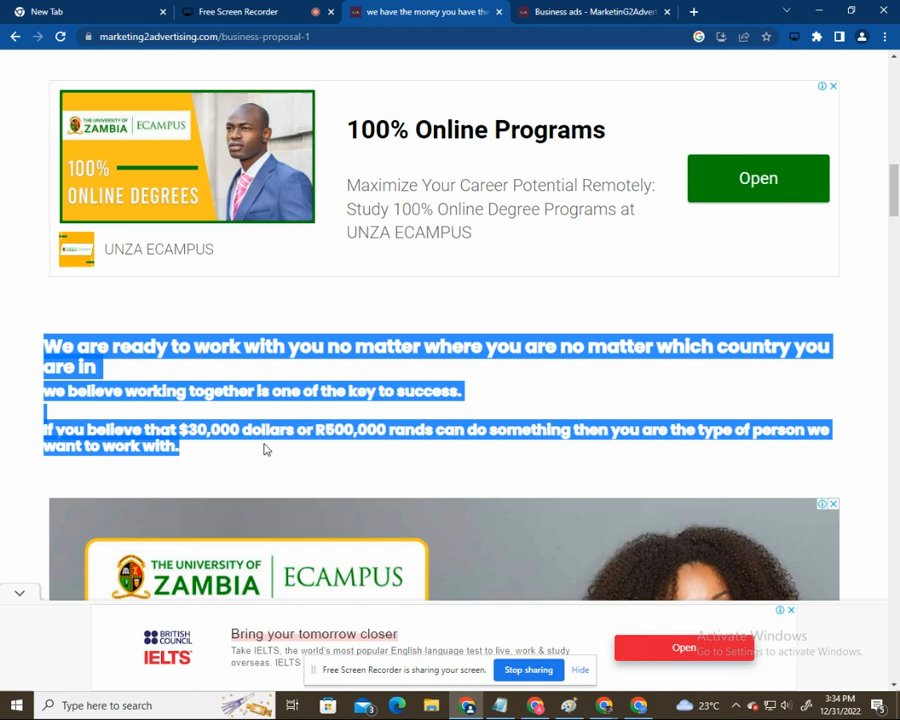 New Tab
Free Screen Recorder
we have the money you have the
Business ads - MarketinG2Advert
marketing2advertising.com/business-proposal-1
THE UNIVERSITY OF
ZAMBIA
ECAMPUS
100%
ONLINE DEGREES
UNZA ECAMPUS
100% Online Programs
Maximize Your Career Potential Remotely:
Study 100% Online Degree Programs at
UNZA ECAMPUS
Open
We are ready to work with you no matter where you are no matter which country you
are in
we believe working together is one of the key to success.
If you believe that $30,000 dollars or R500,000 rands can do something then you are the type of person we
want to work with.
THE UNIVERSITY OF
ZAMBIA
ECAMPUS
BRITISH
COUNCIL
IELTS
Bring your tomorrow closer
Take IELTS, the world's most popular English language test to live, work & study
overseas. IELTS
Open
Activate Windows
Go to Settings to activate Windows.
Free Screen Recorder is sharing your screen.
Stop sharing
Hide
Type here to search
3
23°C
3:34 PM
12/31/2022
5